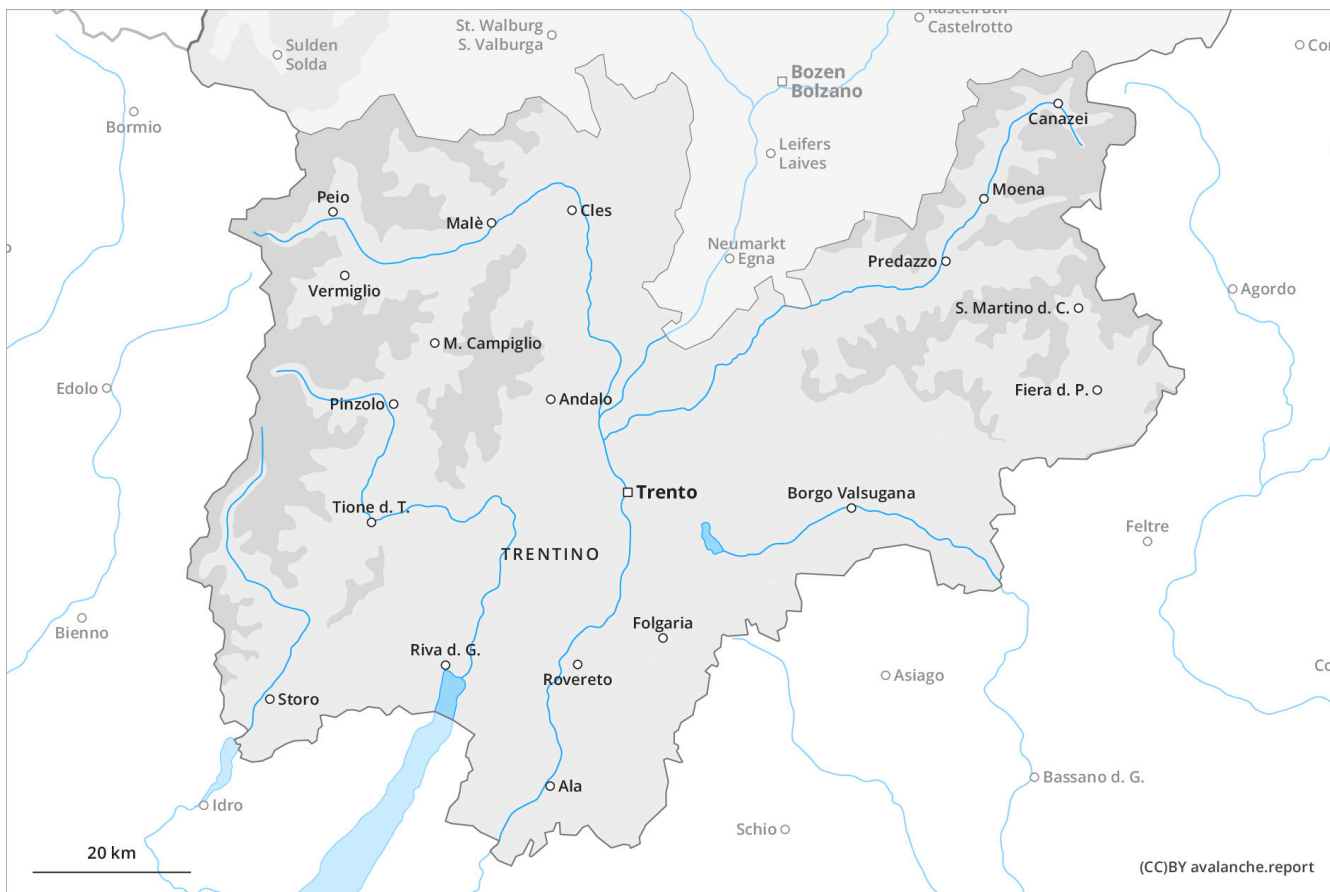 St. Walburg
S. Valburga
Kastelruth
Castelrotto
Sulden
Solda
Bozen
Bolzano
Bormio
Canazei
Leifers
Laives
Moena
Peio
Malè
Cles
Neumarkt
Egna
Predazzo
Vermiglio
Agordo
S. Martino d. C.
M. Campiglio
Edolo
Pinzolo
Andalo
Fiera d. P.
Trento
Borgo Valsugana
Tione d. T.
Feltre
TRENTINO
Bienno
Folgaria
Riva d. G.
Rovereto
Asiago
Storo
Ala
Bassano d. G.
Idro
Schio
20 km
(CC)BY avalanche.report